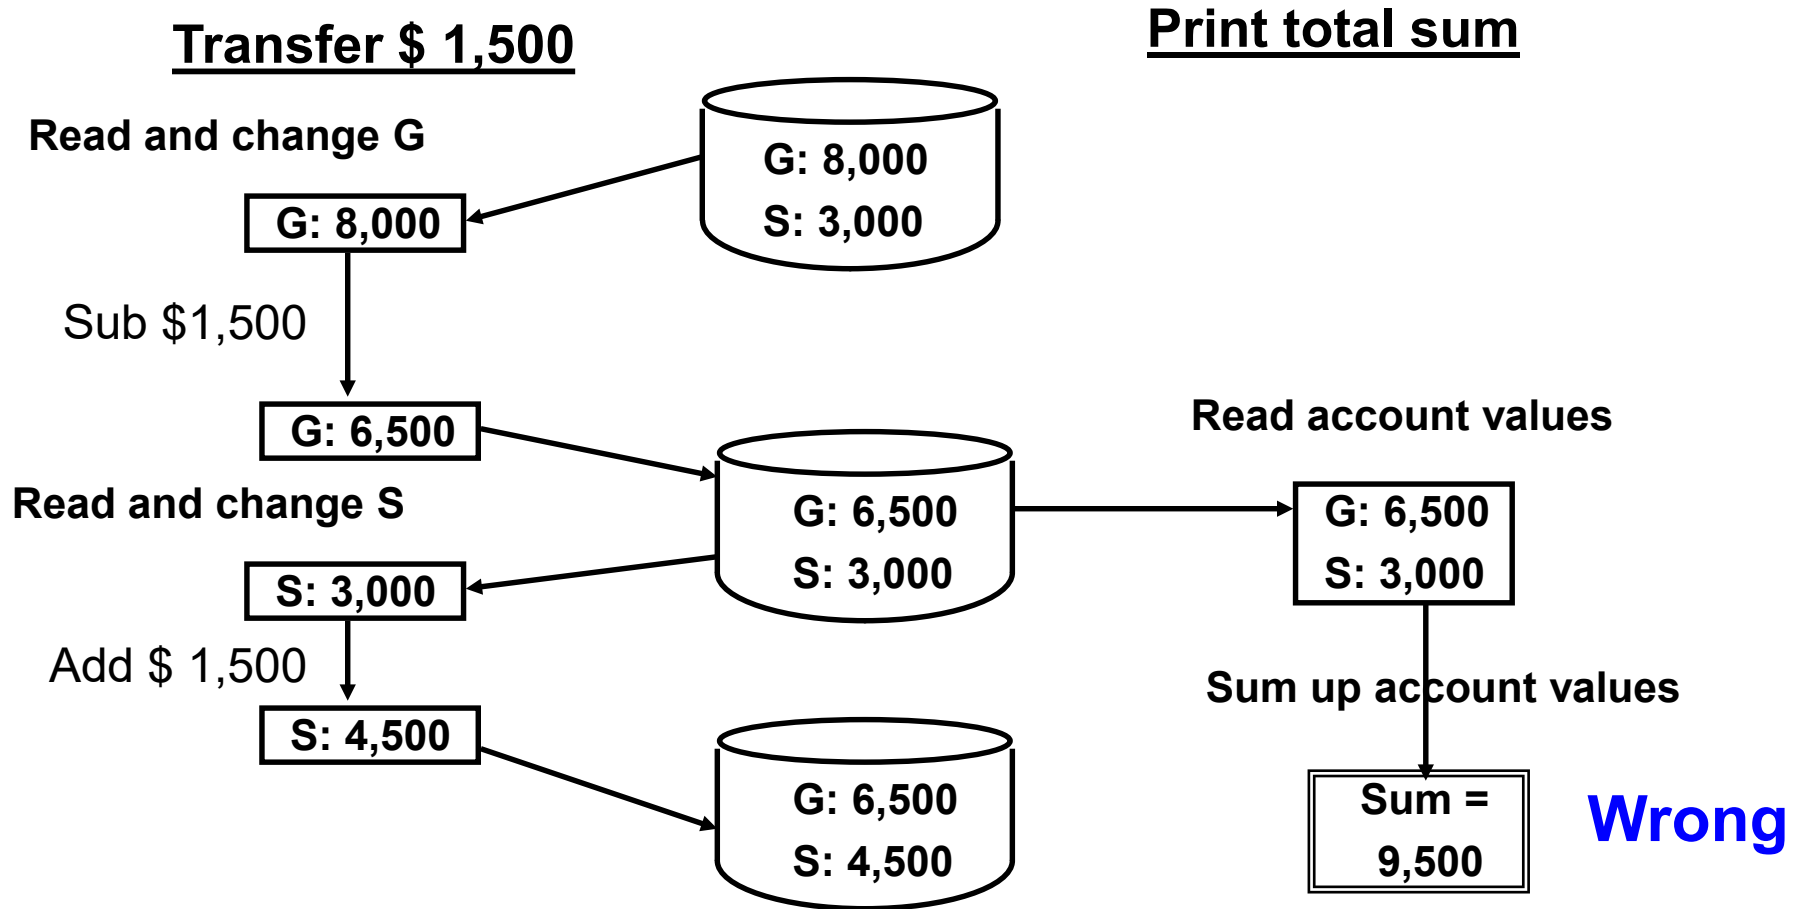 Transfer $ 1,500
Print total sum
Read and change G
G: 8,000
S: 3,000
G: 8,000
Sub $1,500
G: 6,500
Read account values
Read and change S
G: 6,500
S: 3,000
G: 6,500
S: 3,000
S: 3,000
Add $ 1,500
Sum up account values
S: 4,500
G: 6,500
S: 4,500
Sum =
9,500
Wrong